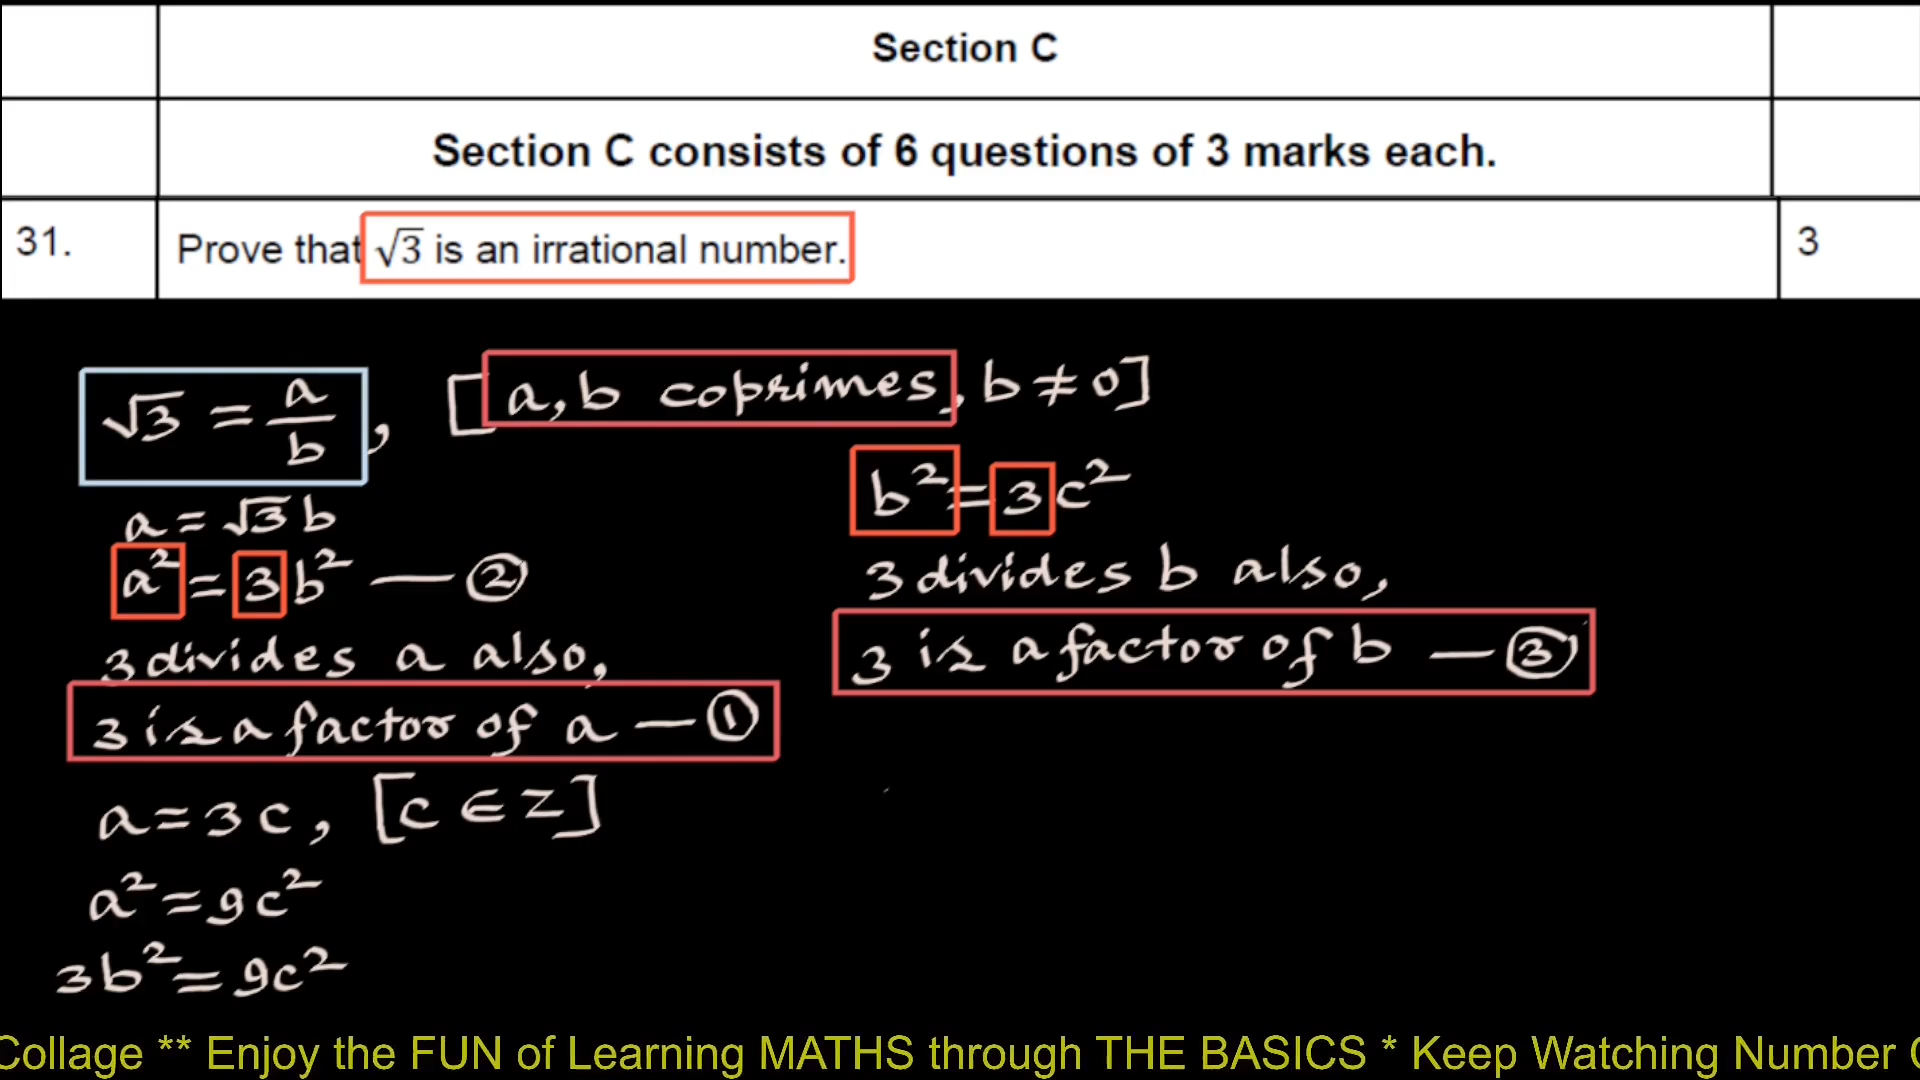 Section C
Section C consists of 6 questions of 3 marks each.
31. Prove that √3 is an irrational number. 3
√3 = a/b, [a, b coprimes, b ≠ 0]
a = √3 b
a² = 3b² — ②
3 divides a also,
3 is a factor of a — ①
a = 3c, [c ∈ Z]
a² = 9c²
3b² = 9c²
b² = 3c²
3 divides b also,
3 is a factor of b — ③
Collage ** Enjoy the FUN of Learning MATHS through THE BASICS * Keep Watching Number